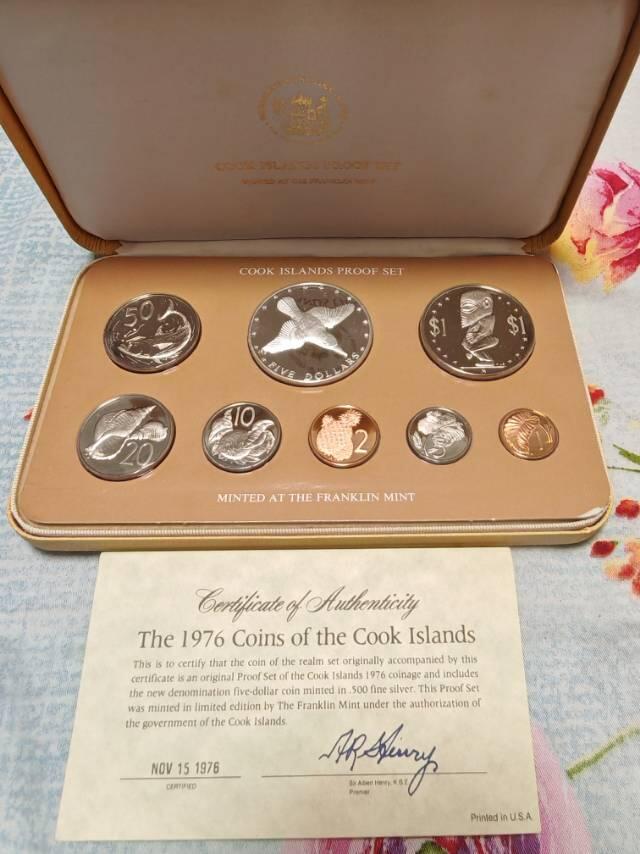 COOK ISLANDS PROOF SET
MINTED AT THE FRANKLIN MINT
COOK ISLANDS PROOF SET
50
FIVE DOLLARS
$1 $1
20
10
2
5
1
MINTED AT THE FRANKLIN MINT
Certificate of Authenticity
The 1976 Coins of the Cook Islands
This is to certify that the coin of the realm set originally accompanied by this
certificate is an original Proof Set of the Cook Islands 1976 coinage and includes
the new denomination five-dollar coin minted in .500 fine silver. This Proof Set
was minted in limited edition by The Franklin Mint under the authorization of
the government of the Cook Islands.
NOV 15 1976
CERTIFIED
Sir Albert Henry, K.B.E.
Premier
Printed in U.S.A.